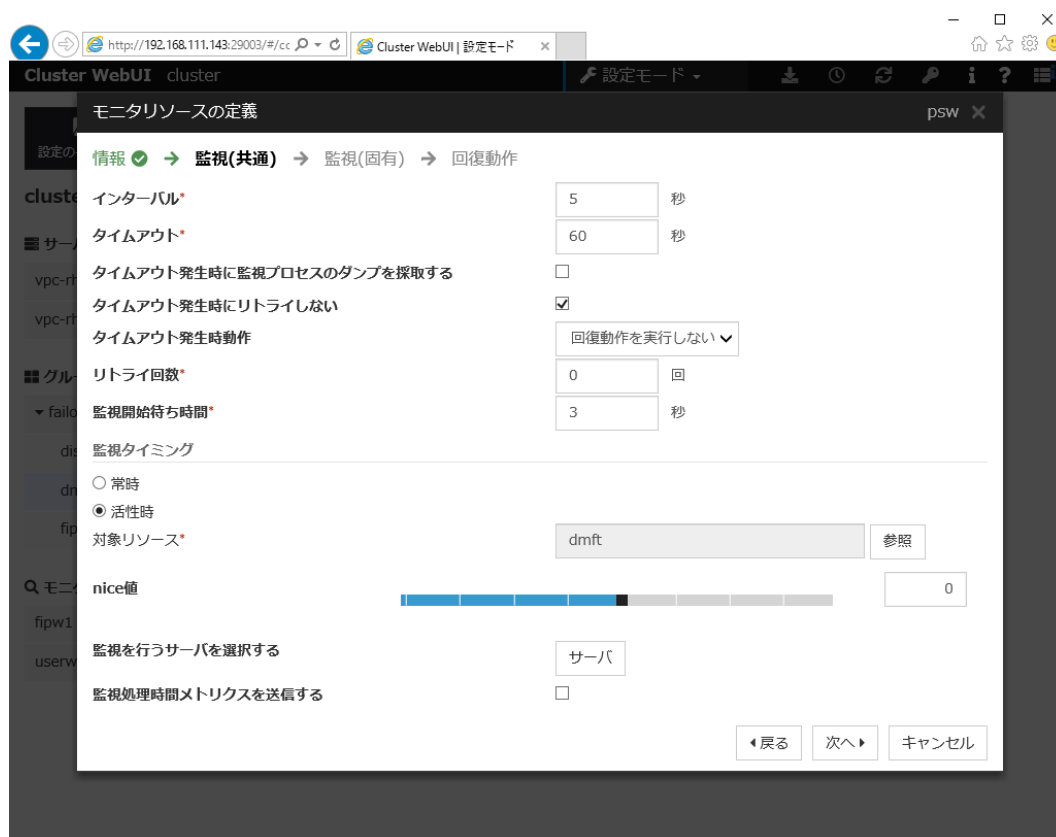 http://192.168.111.143:29003/#/cc
Cluster WebUI | 設定モード ×
Cluster WebUI cluster
設定モード
i ?
モニタリソースの定義 psw
設定の
情報 → 監視(共通) → 監視(固有) → 回復動作
cluste
インターバル* 5 秒
サー
タイムアウト* 60 秒
vpc-rh
タイムアウト発生時に監視プロセスのダンプを採取する
タイムアウト発生時にリトライしない
vpc-rh
タイムアウト発生時動作 回復動作を実行しない
グルー
リトライ回数* 0 回
failo
監視開始待ち時間* 3 秒
dis
監視タイミング
常時
dm
活性時
fip
対象リソース* dmft 参照
モニ
nice値 0
fipw1
監視を行うサーバを選択する サーバ
userw
監視処理時間メトリクスを送信する
戻る 次へ キャンセル